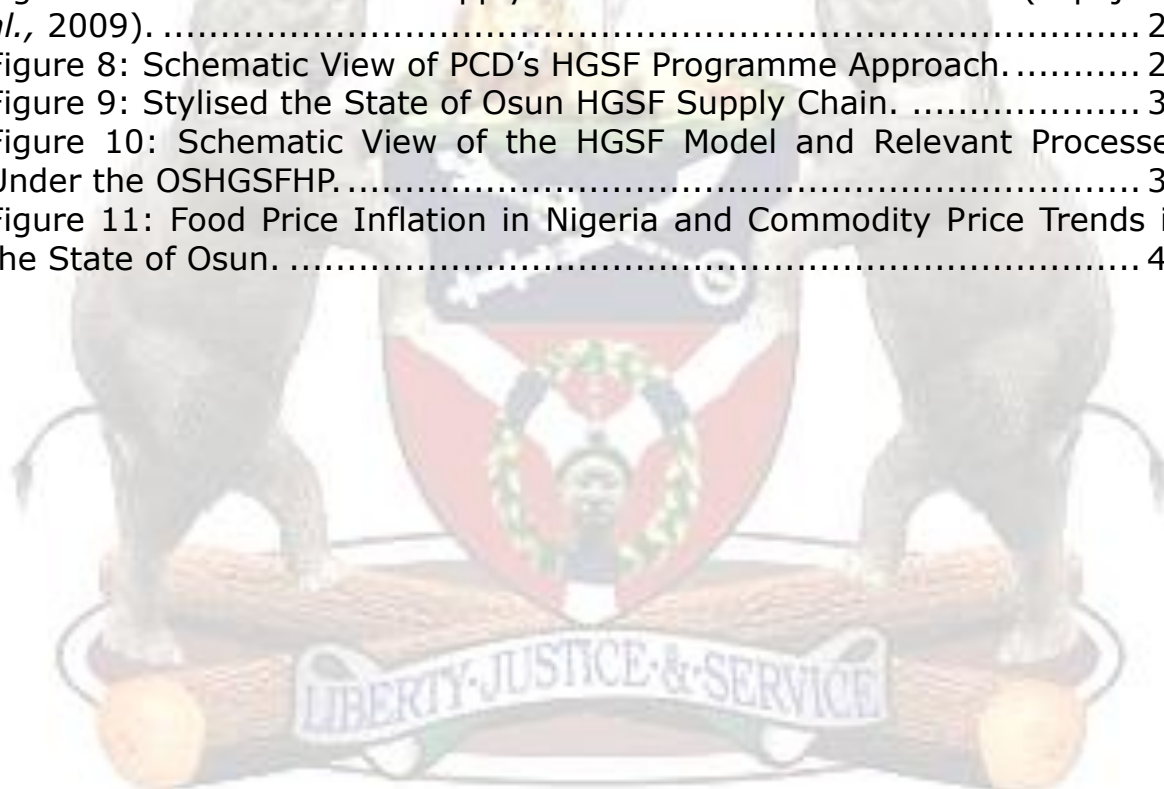 al., 2009). ........................................................................................ 2
Figure 8: Schematic View of PCD's HGSF Programme Approach. ........... 2
Figure 9: Stylised the State of Osun HGSF Supply Chain. ................... 3
Figure 10: Schematic View of the HGSF Model and Relevant Processe
Under the OSHGSFHP. ................................................................... 3
Figure 11: Food Price Inflation in Nigeria and Commodity Price Trends i
the State of Osun. ......................................................................... 4
LIBERTY·JUSTICE·&·SERVICE